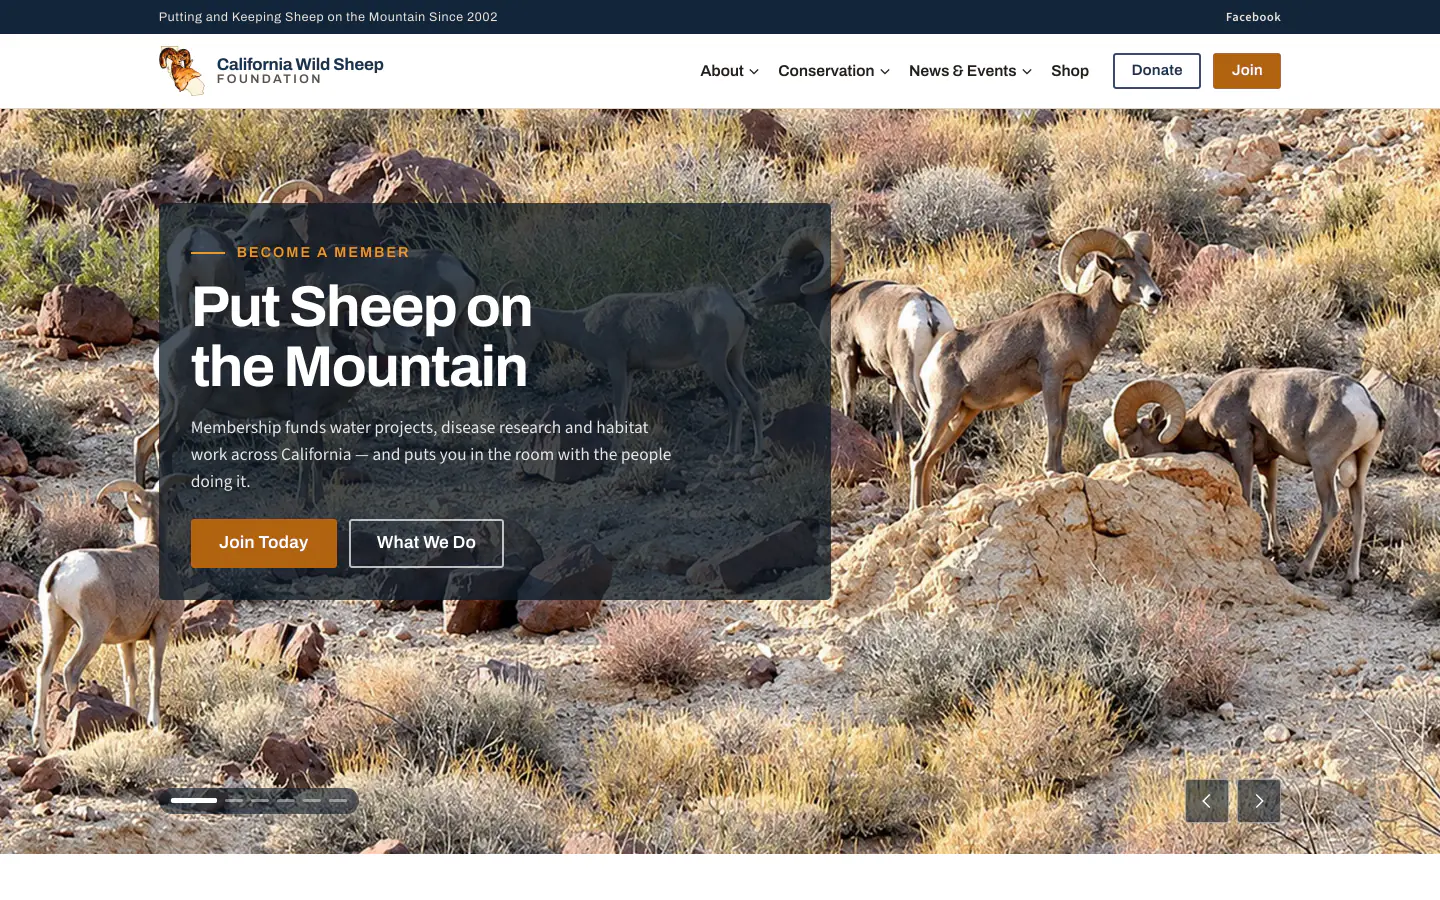 Putting and Keeping Sheep on the Mountain Since 2002
Facebook
California Wild Sheep
FOUNDATION
About
Conservation
News & Events
Shop
Donate
Join
BECOME A MEMBER
Put Sheep on
the Mountain
Membership funds water projects, disease research and habitat
work across California — and puts you in the room with the people
doing it.
Join Today
What We Do